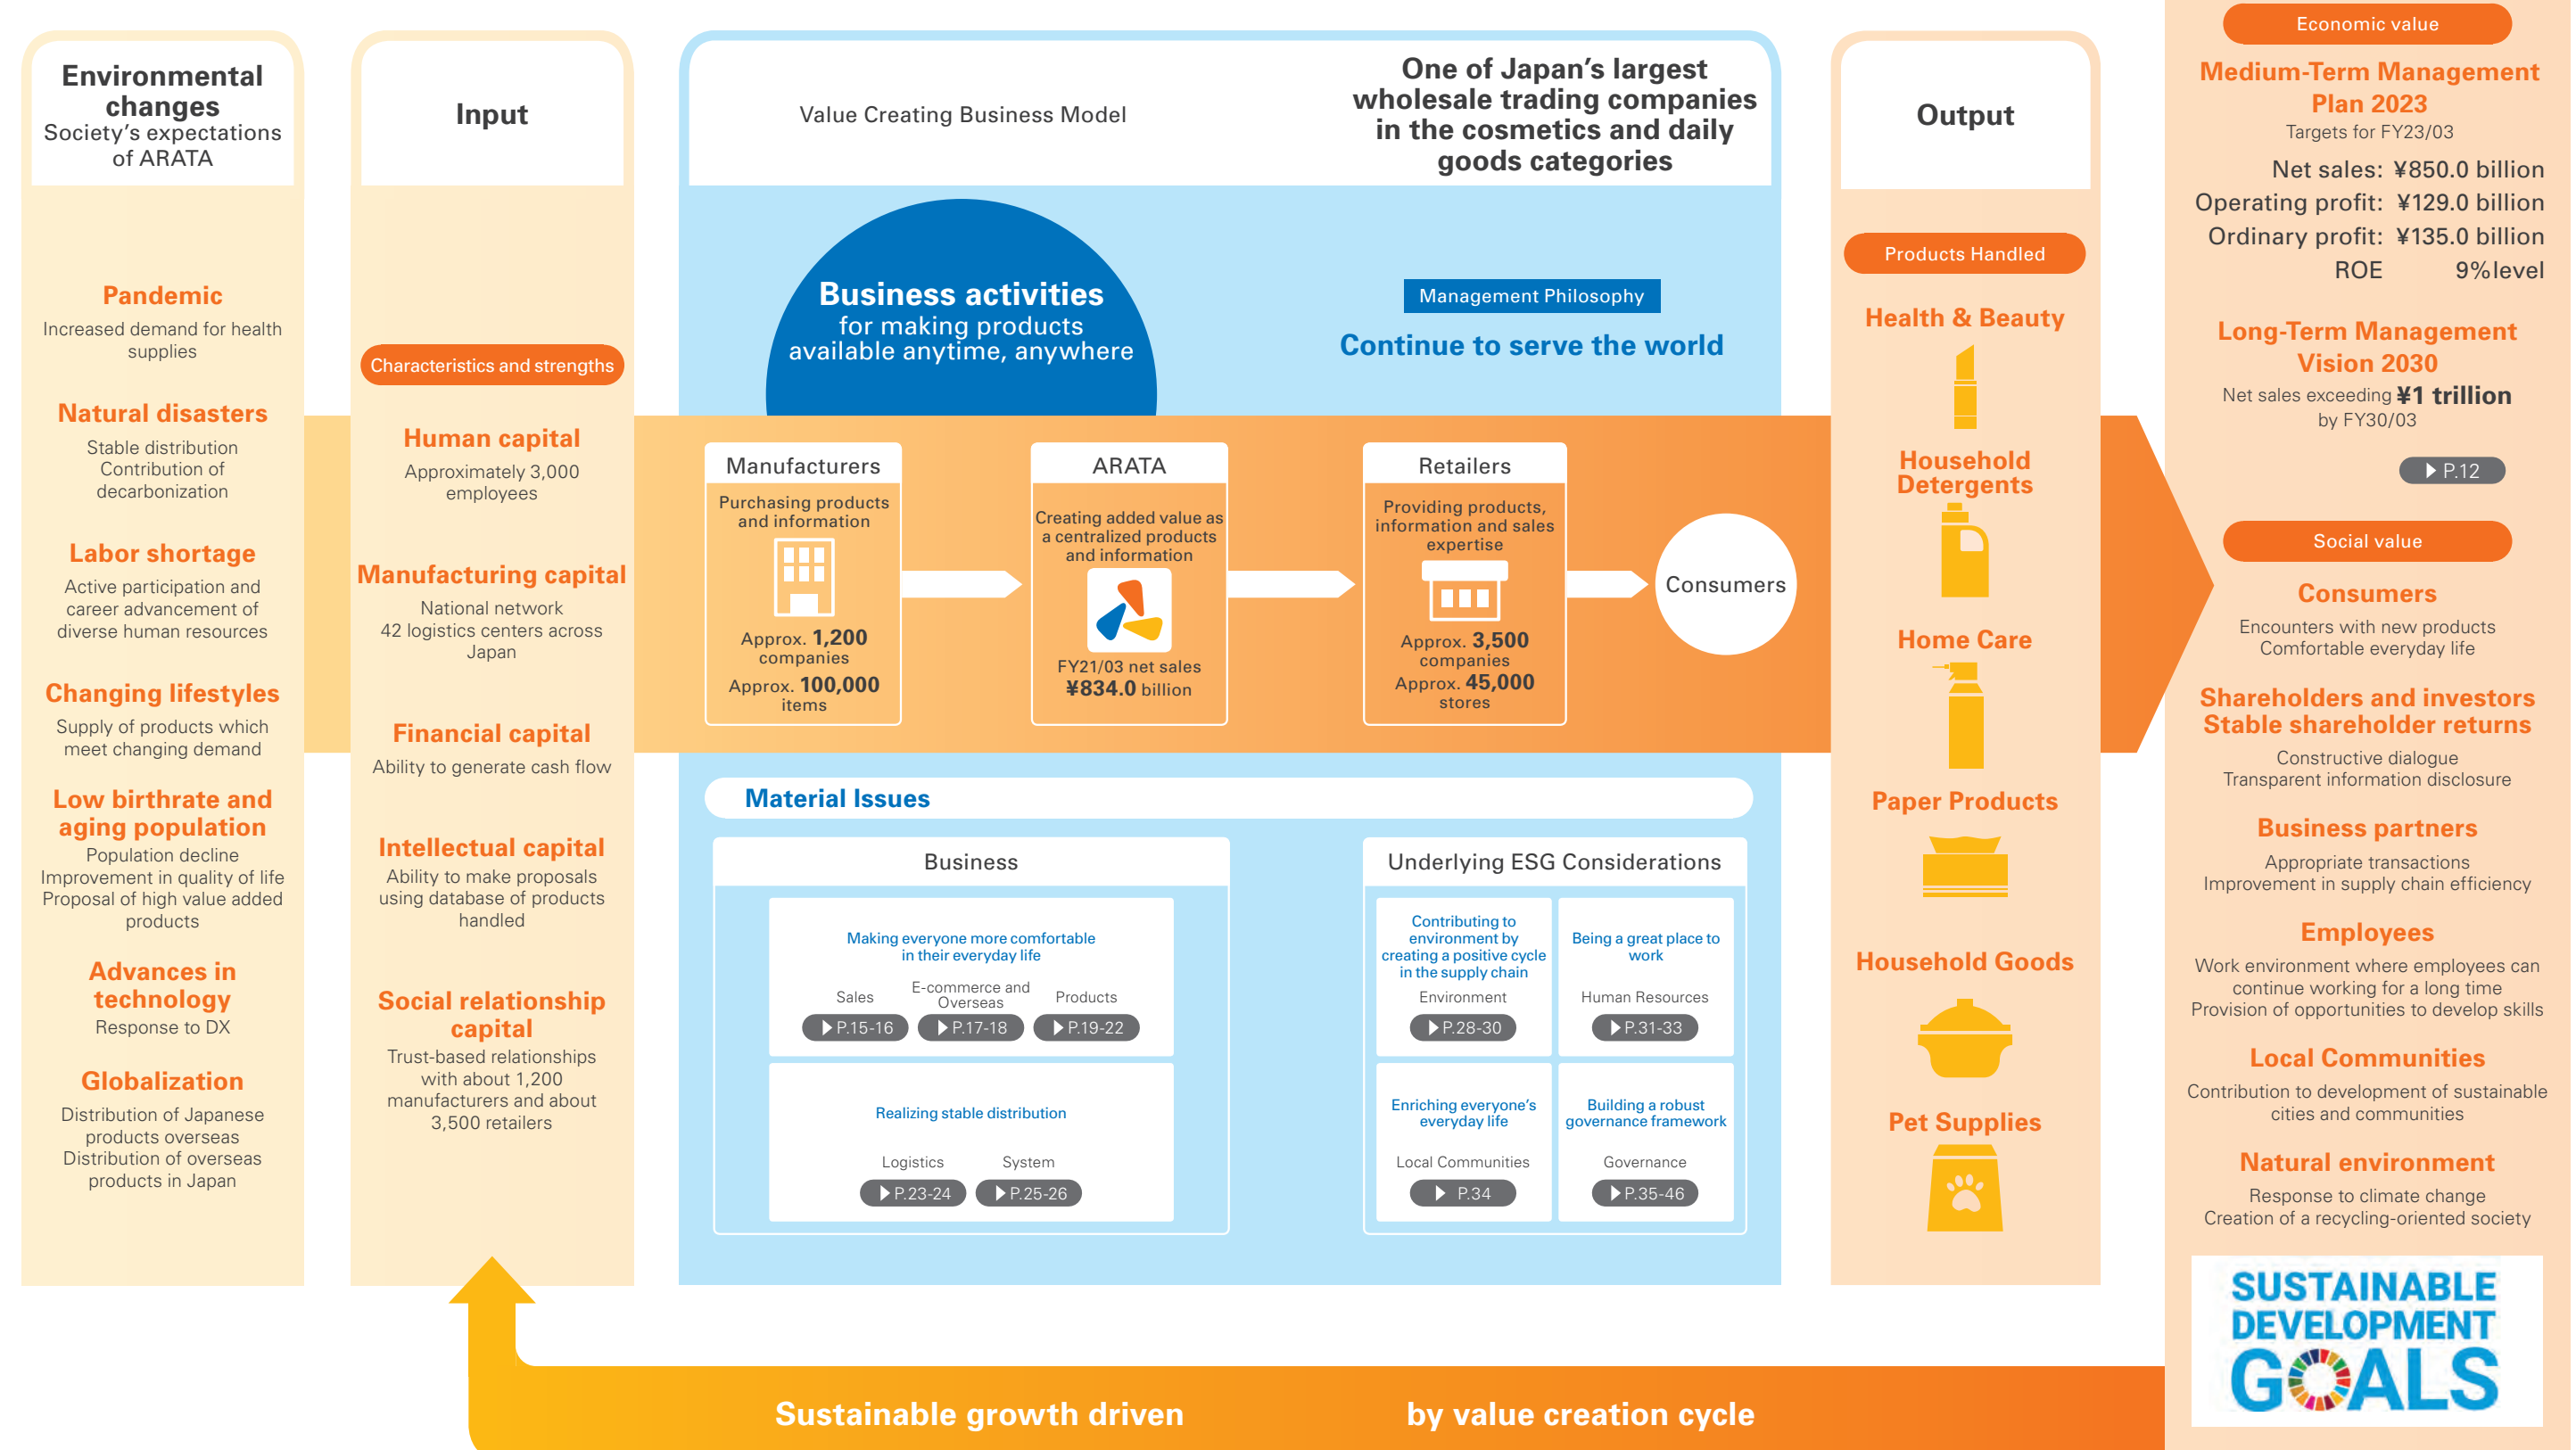 Environmental
changes
Society's expectations
of ARATA
Pandemic
Increased demand for health
supplies
Natural disasters
Stable distribution
Contribution of
decarbonization
Labor shortage
Active participation and
career advancement of
diverse human resources
Changing lifestyles
Supply of products which
meet changing demand
Low birthrate and
aging population
Population decline
Improvement in quality of life
Proposal of high value added
products
Advances in
technology
Response to DX
Globalization
Distribution of Japanese
products overseas
Distribution of overseas
products in Japan
Input
Characteristics and strengths
Human capital
Approximately 3,000
employees
Manufacturing capital
National network
42 logistics centers across
Japan
Financial capital
Ability to generate cash flow
Intellectual capital
Ability to make proposals
using database of products
handled
Social relationship
capital
Trust-based relationships
with about 1,200
manufacturers and about
3,500 retailers
Value Creating Business Model
One of Japan's largest
wholesale trading companies
in the cosmetics and daily
goods categories
Business activities
for making products
available anytime, anywhere
Management Philosophy
Continue to serve the world
Manufacturers
Purchasing products
and information
Approx. 1,200
companies
Approx. 100,000
items
ARATA
Creating added value as
a centralized products
and information
FY21/03 net sales
¥834.0 billion
Retailers
Providing products,
information and sales
expertise
Approx. 3,500
companies
Approx. 45,000
stores
Consumers
Material Issues
Business
Making everyone more comfortable
in their everyday life
Sales
P.15-16
E-commerce and
Overseas
P.17-18
Products
P.19-22
Realizing stable distribution
Logistics
P.23-24
System
P.25-26
Underlying ESG Considerations
Contributing to
environment by
creating a positive cycle
in the supply chain
Environment
P.28-30
Being a great place to
work
Human Resources
P.31-33
Enriching everyone's
everyday life
Local Communities
P.34
Building a robust
governance framework
Governance
P.35-46
Output
Products Handled
Health & Beauty
Household
Detergents
Home Care
Paper Products
Household Goods
Pet Supplies
Economic value
Medium-Term Management
Plan 2023
Targets for FY23/03
Net sales: ¥850.0 billion
Operating profit: ¥129.0 billion
Ordinary profit: ¥135.0 billion
ROE 9% level
Long-Term Management
Vision 2030
Net sales exceeding ¥1 trillion
by FY30/03
P.12
Social value
Consumers
Encounters with new products
Comfortable everyday life
Shareholders and investors
Stable shareholder returns
Constructive dialogue
Transparent information disclosure
Business partners
Appropriate transactions
Improvement in supply chain efficiency
Employees
Work environment where employees can
continue working for a long time
Provision of opportunities to develop skills
Local Communities
Contribution to development of sustainable
cities and communities
Natural environment
Response to climate change
Creation of a recycling-oriented society
SUSTAINABLE
DEVELOPMENT
GOALS
Sustainable growth driven by value creation cycle